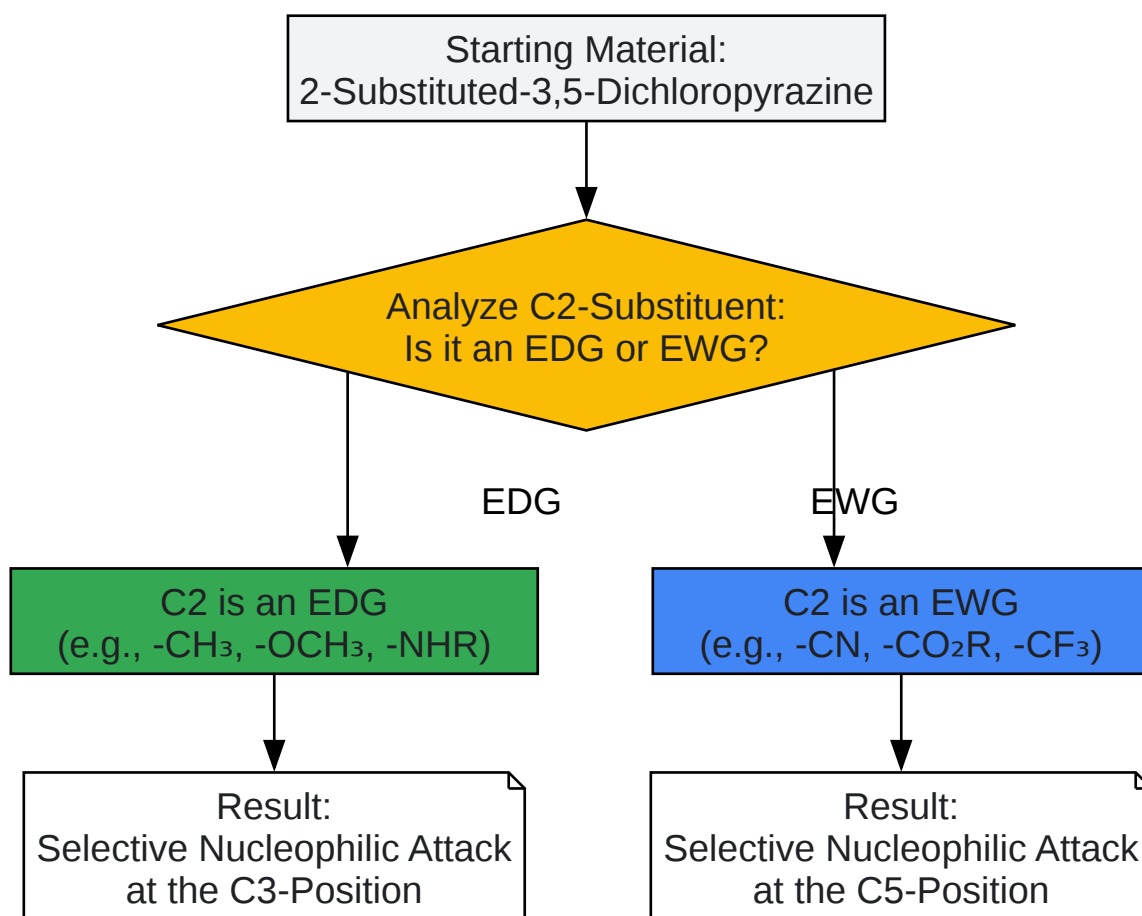 Starting Material:
2-Substituted-3,5-Dichloropyrazine
Analyze C2-Substituent:
Is it an EDG or EWG?
EDG
EWG
C2 is an EDG
(e.g., -CH₃, -OCH₃, -NHR)
C2 is an EWG
(e.g., -CN, -CO₂R, -CF₃)
Result:
Selective Nucleophilic Attack
at the C3-Position
Result:
Selective Nucleophilic Attack
at the C5-Position